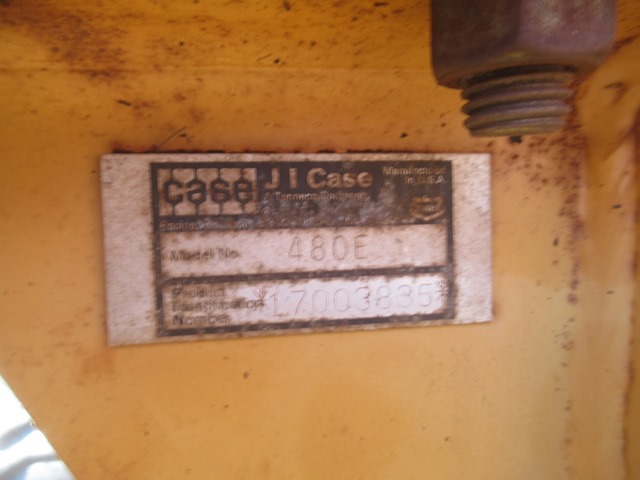 case
J I Case
A Tenneco Company
Manufactured
in U.S.A.
Model No. 480E
Product
Identification
Number *17003835*